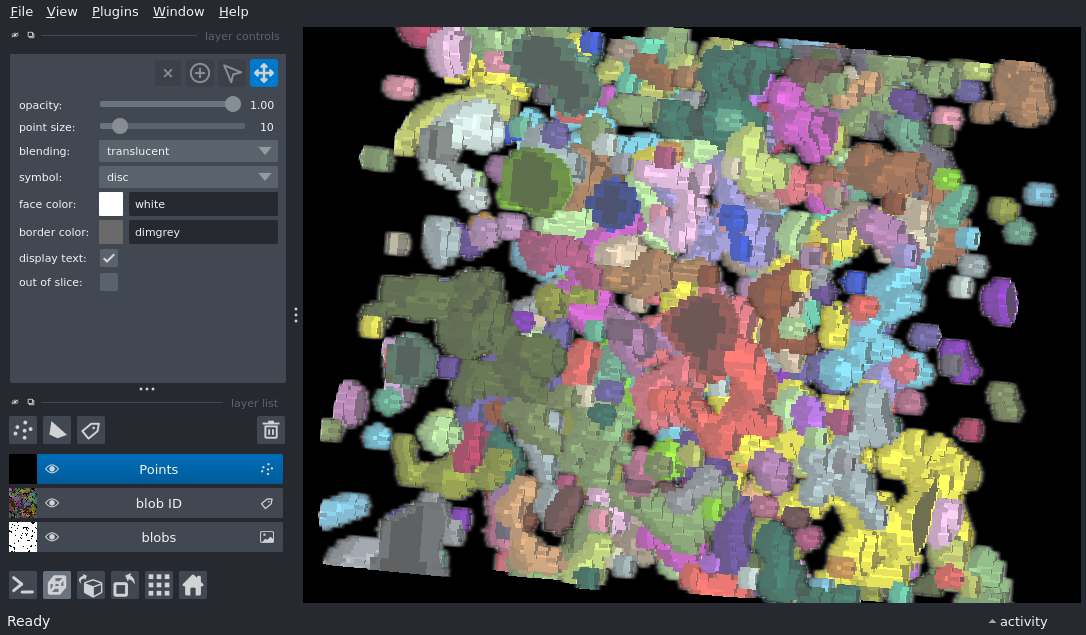 File View Plugins Window Help
layer controls
opacity: 1.00
point size: 10
blending: translucent
symbol: disc
face color: white
border color: dimgrey
display text:
out of slice:
layer list
Points
blob ID
blobs
Ready activity